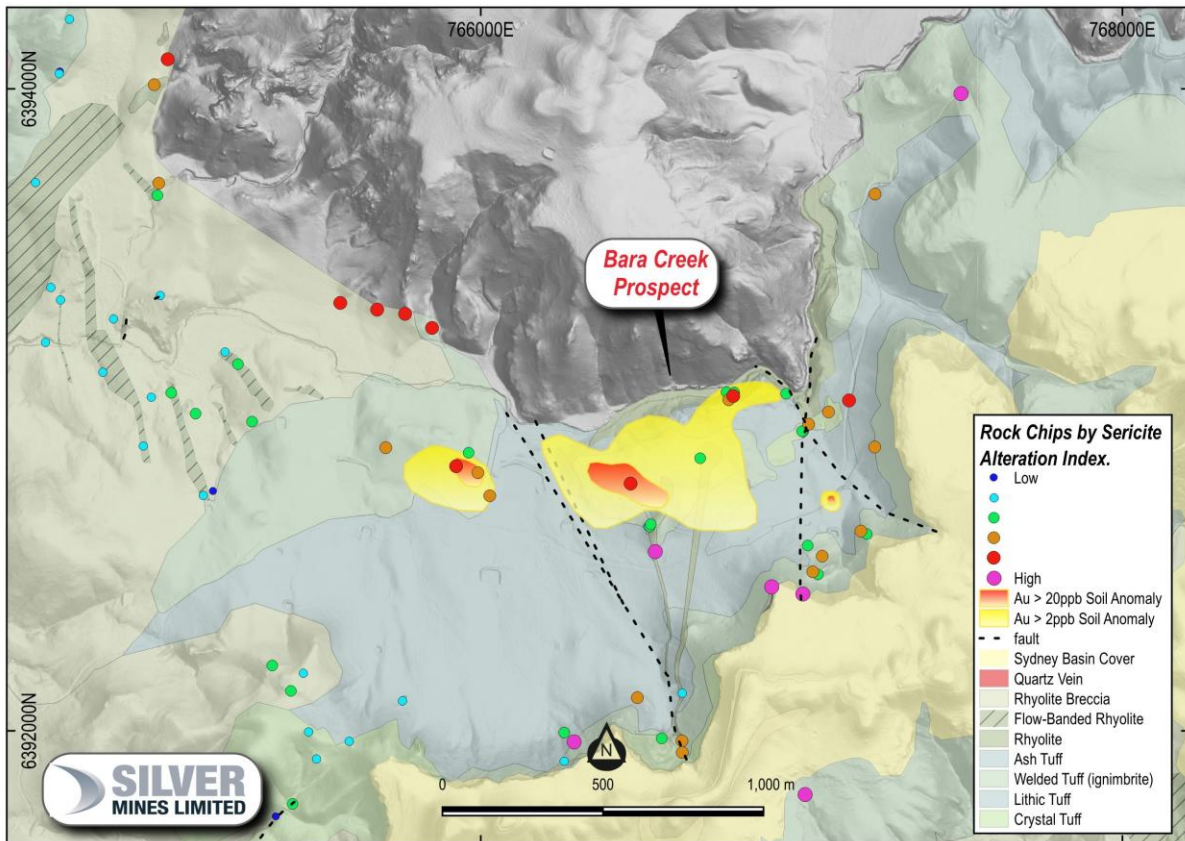 766000E
768000E
6394000N
Bara Creek
Prospect
Rock Chips by Sericite
Alteration Index.
Low
High
Au > 20ppb Soil Anomaly
Au > 2ppb Soil Anomaly
fault
Sydney Basin Cover
Quartz Vein
Rhyolite Breccia
Flow-Banded Rhyolite
Rhyolite
Ash Tuff
Welded Tuff (ignimbrite)
Lithic Tuff
Crystal Tuff
6392000N
N
0 500 1,000 m
SILVER
MINES LIMITED